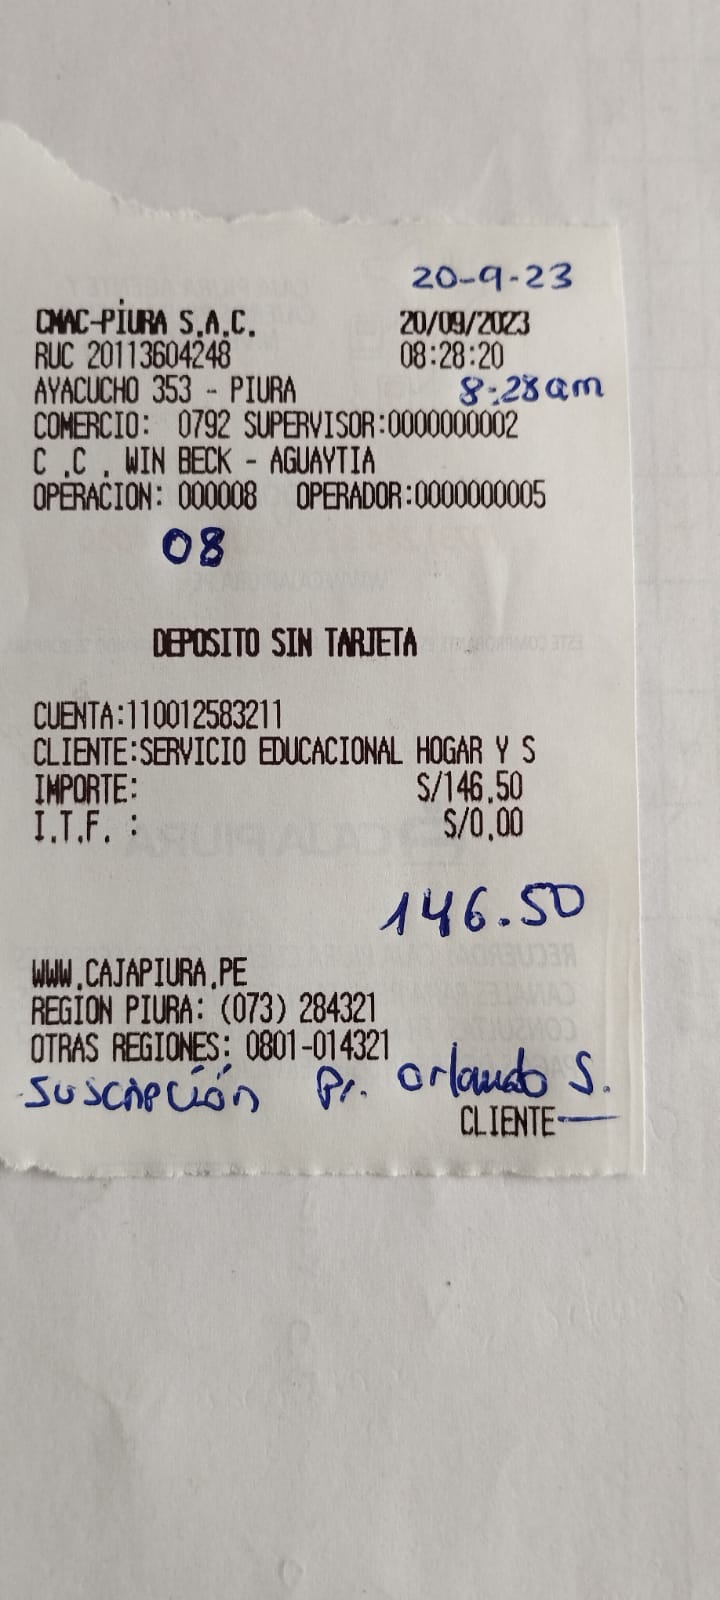 20-9-23
CMAC-PIURA S.A.C. 20/09/2023
RUC 20113604248 08:28:20
AYACUCHO 353 - PIURA 8:28am
COMERCIO: 0792 SUPERVISOR:0000000002
C .C . WIN BECK - AGUAYTIA
OPERACION: 000008 OPERADOR:0000000005
08
DEPOSITO SIN TARJETA
CUENTA:110012583211
CLIENTE:SERVICIO EDUCACIONAL HOGAR Y S
IMPORTE: S/146.50
I.T.F. : S/0.00
146.50
WWW.CAJAPIURA.PE
REGION PIURA: (073) 284321
OTRAS REGIONES: 0801-014321
Suscripción Pr. Orlando S.
CLIENTE